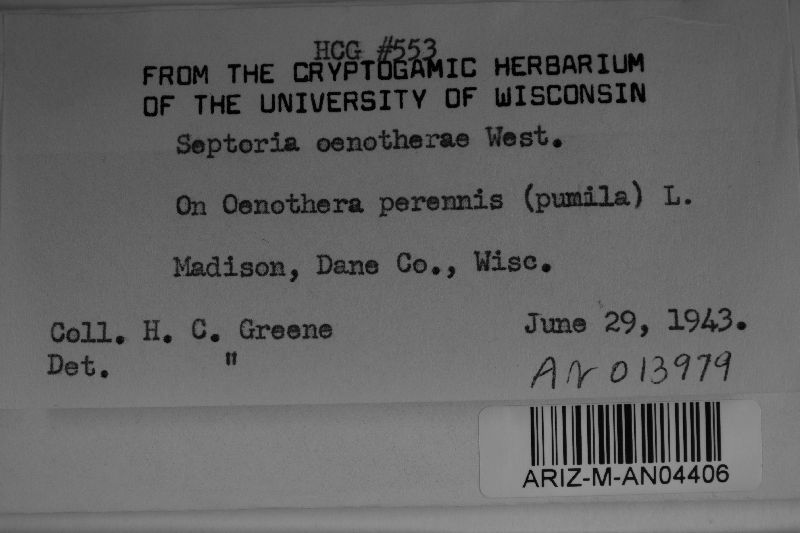 HCG #553
FROM THE CRYPTOGAMIC HERBARIUM
OF THE UNIVERSITY OF WISCONSIN
Septoria oenotherae West.
On Oenothera perennis (pumila) L.
Madison, Dane Co., Wisc.
Coll. H. C. Greene June 29, 1943.
Det. "
AN 013979
ARIZ-M-AN04406